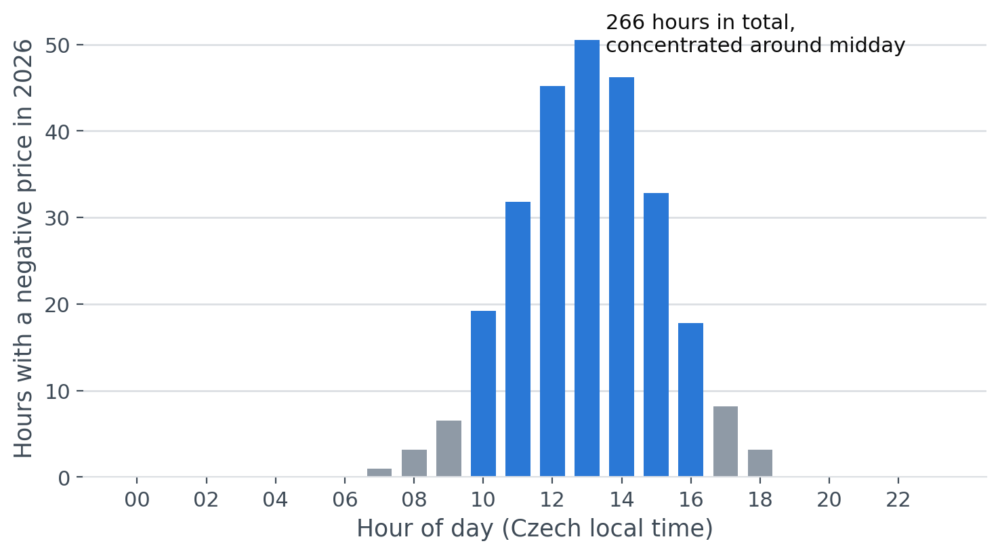 266 hours in total,
concentrated around midday
Hours with a negative price in 2026
50
40
30
20
10
0
00 02 04 06 08 10 12 14 16 18 20 22
Hour of day (Czech local time)